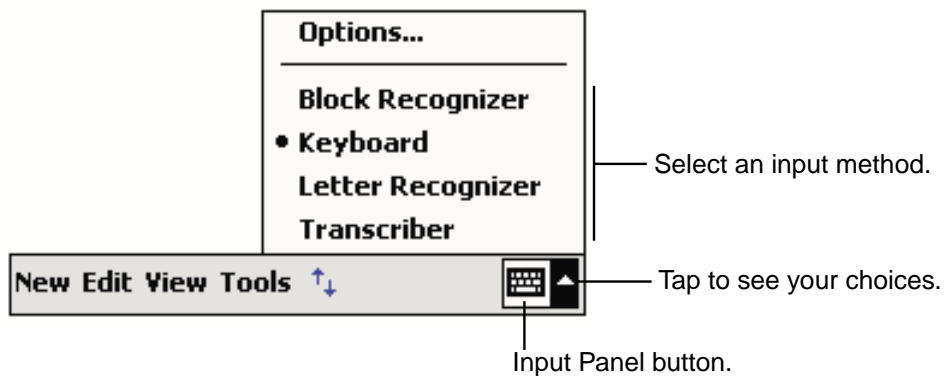 Options...
Block Recognizer
• Keyboard
Letter Recognizer
Transcriber
Select an input method.
New Edit View Tools
Tap to see your choices.
Input Panel button.